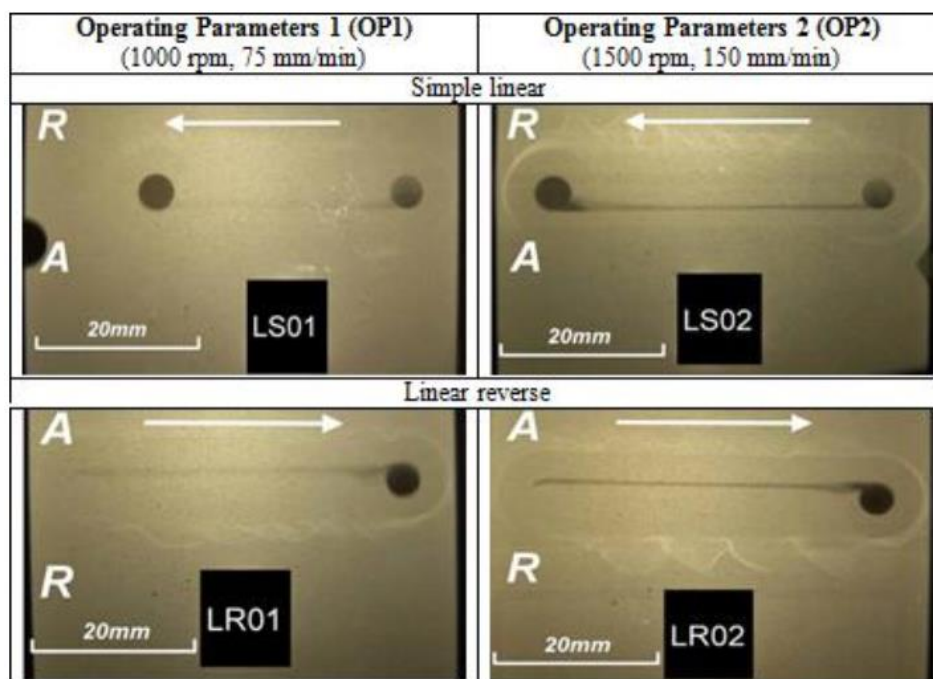 Operating Parameters 1 (OP1)
(1000 rpm, 75 mm/min)
Operating Parameters 2 (OP2)
(1500 rpm, 150 mm/min)
Simple linear
R
A
20mm
LS01
R
A
20mm
LS02
Linear reverse
A
R
20mm
LR01
A
R
20mm
LR02